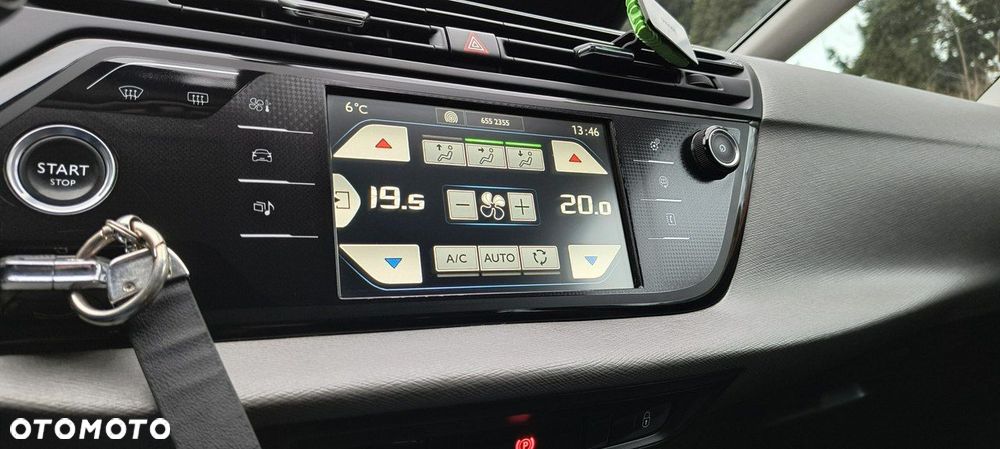 START
STOP
6°C
655 2355
13:46
19.5
20.0
A/C
AUTO
P
OTOMOTO